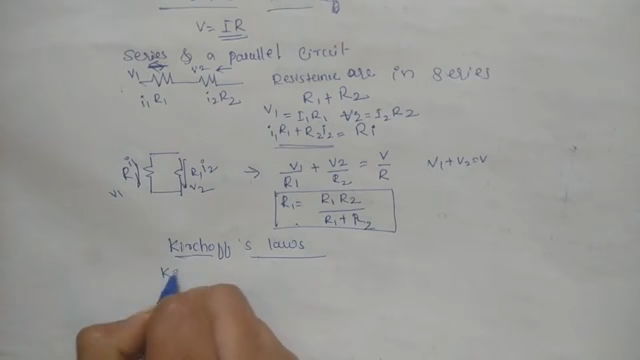 V = IR
Series & a parallel Circuit
V1 V2
i1R1 i2R2
Resistence are in series
R1 + R2
V1 = I1R1 V2 = I2R2
i1R1 + R2i2 = Ri
R1 i1 R1 i2 → V1/R1 + V2/R2 = V/R V1 + V2 = V
V1 V2
R1 = R1 R2 / R1 + R2
Kirchoff's laws
K